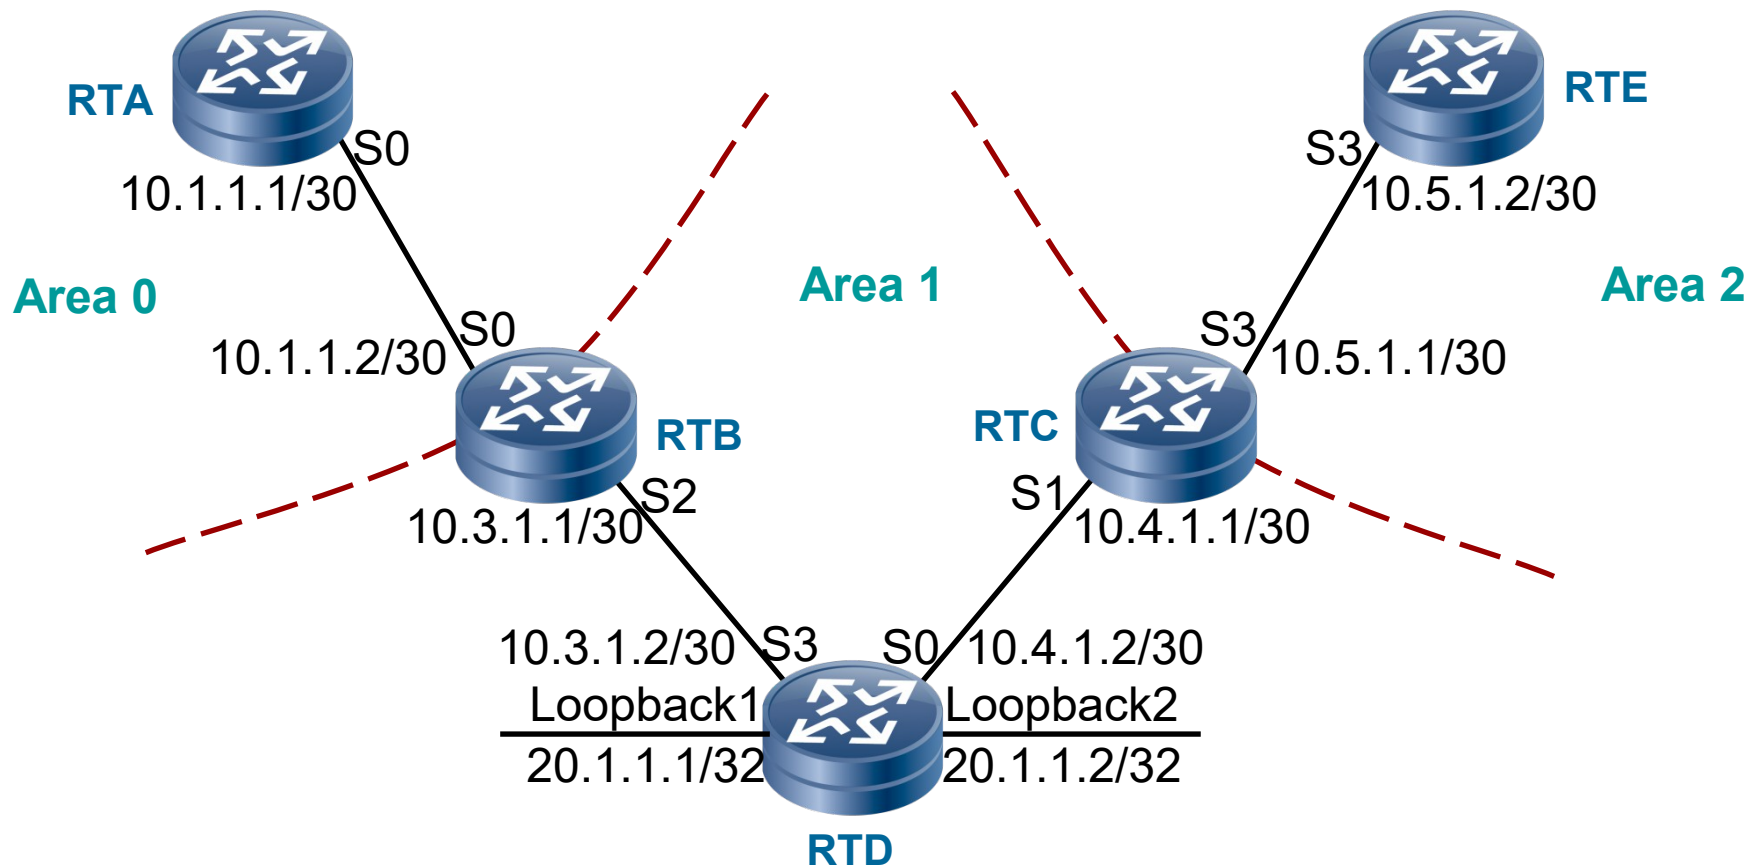 RTA
RTE
S0
S3
10.1.1.1/30
10.5.1.2/30
Area 0
Area 1
Area 2
S0
S3
10.1.1.2/30
10.5.1.1/30
RTB
RTC
S2
S1
10.3.1.1/30
10.4.1.1/30
10.3.1.2/30
S3
S0
10.4.1.2/30
Loopback1
Loopback2
20.1.1.1/32
20.1.1.2/32
RTD